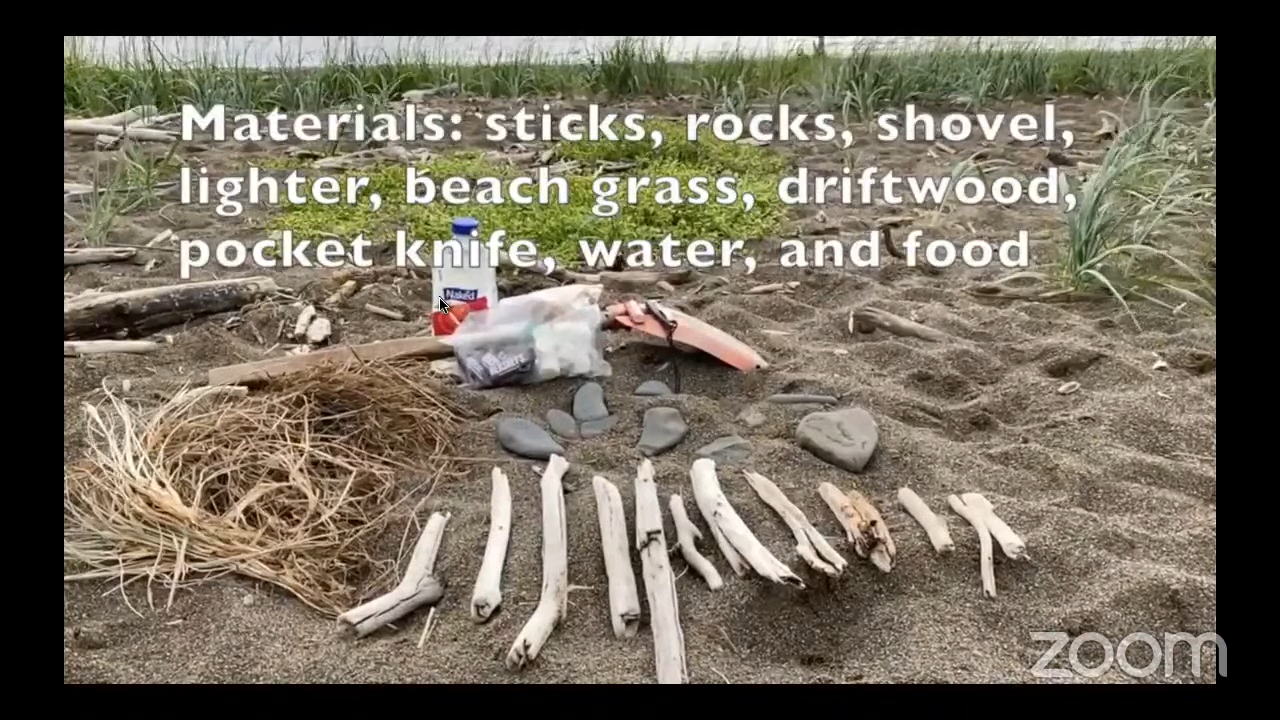 Materials: sticks, rocks, shovel,
lighter, beach grass, driftwood,
pocket knife, water, and food
Naked
zoom